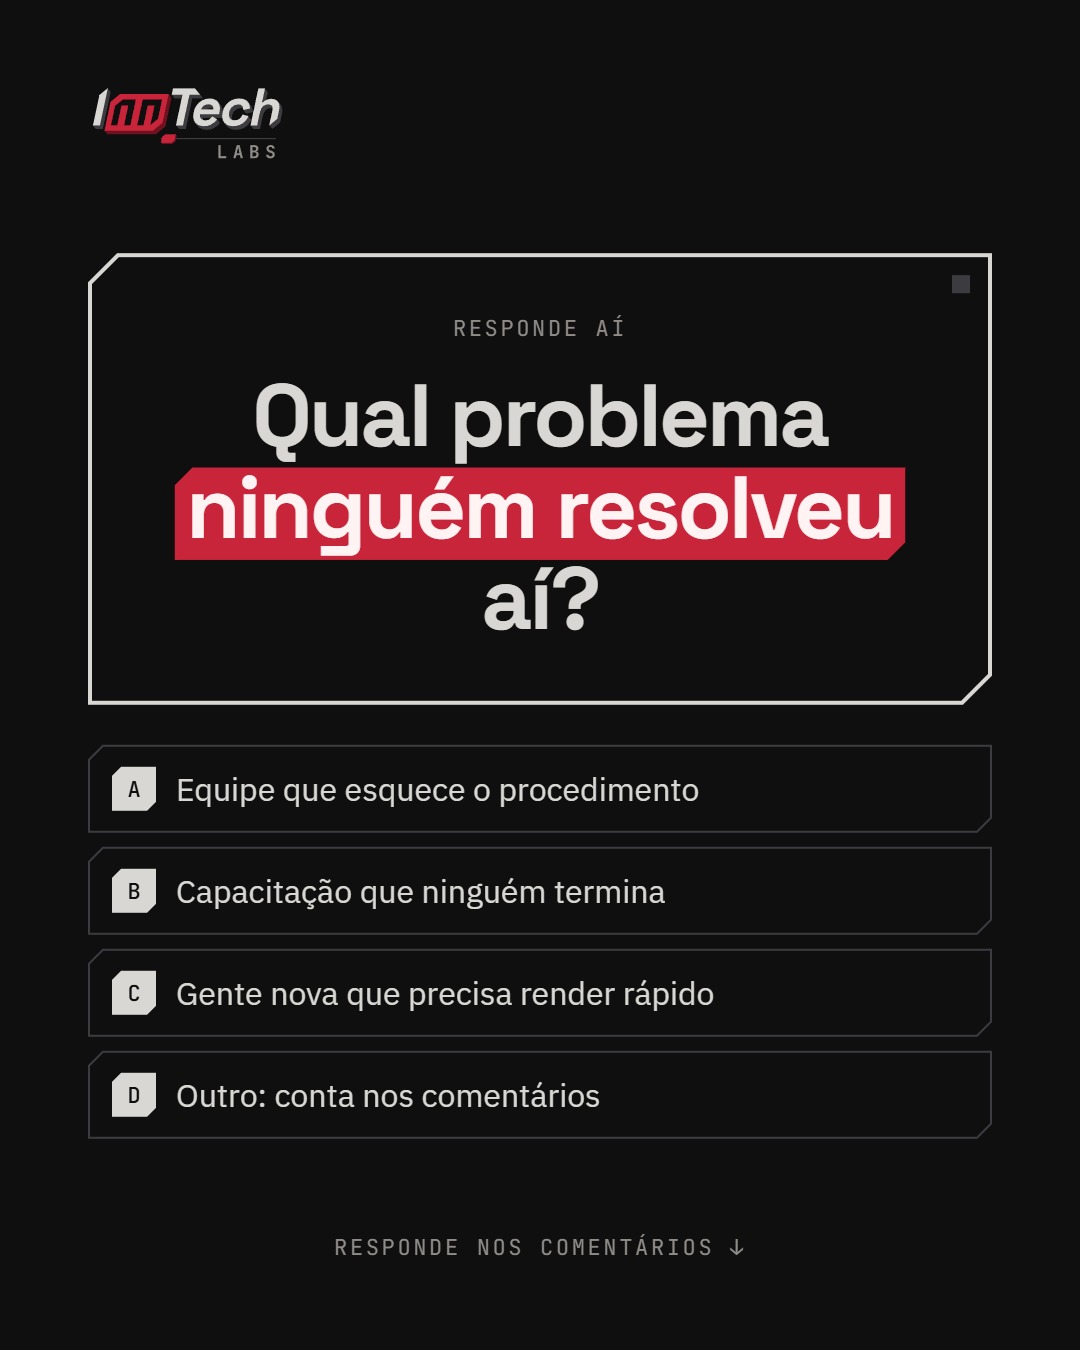 ImmTech
LABS
RESPONDE AÍ
Qual problema
ninguém resolveu
aí?
A Equipe que esquece o procedimento
B Capacitação que ninguém termina
C Gente nova que precisa render rápido
D Outro: conta nos comentários
RESPONDE NOS COMENTÁRIOS ↓